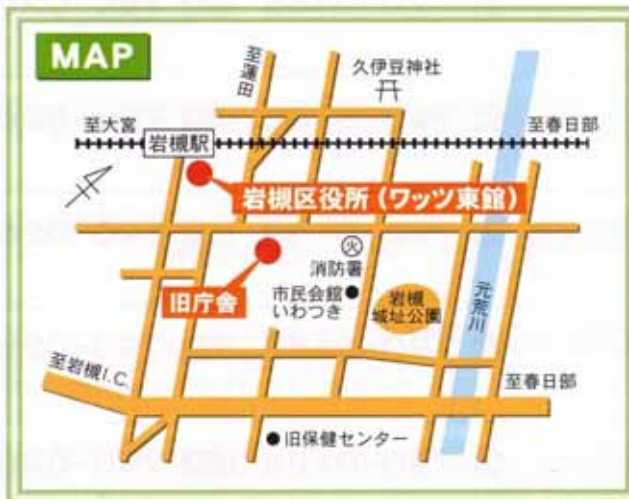 MAP
至蓮田
久伊豆神社
至大宮
岩槻駅
至春日部
岩槻区役所（ワッツ東館）
火
消防署
旧庁舎
市民会館
いわつき
岩槻
城址公園
元荒川
至岩槻I.C.
至春日部
旧保健センター